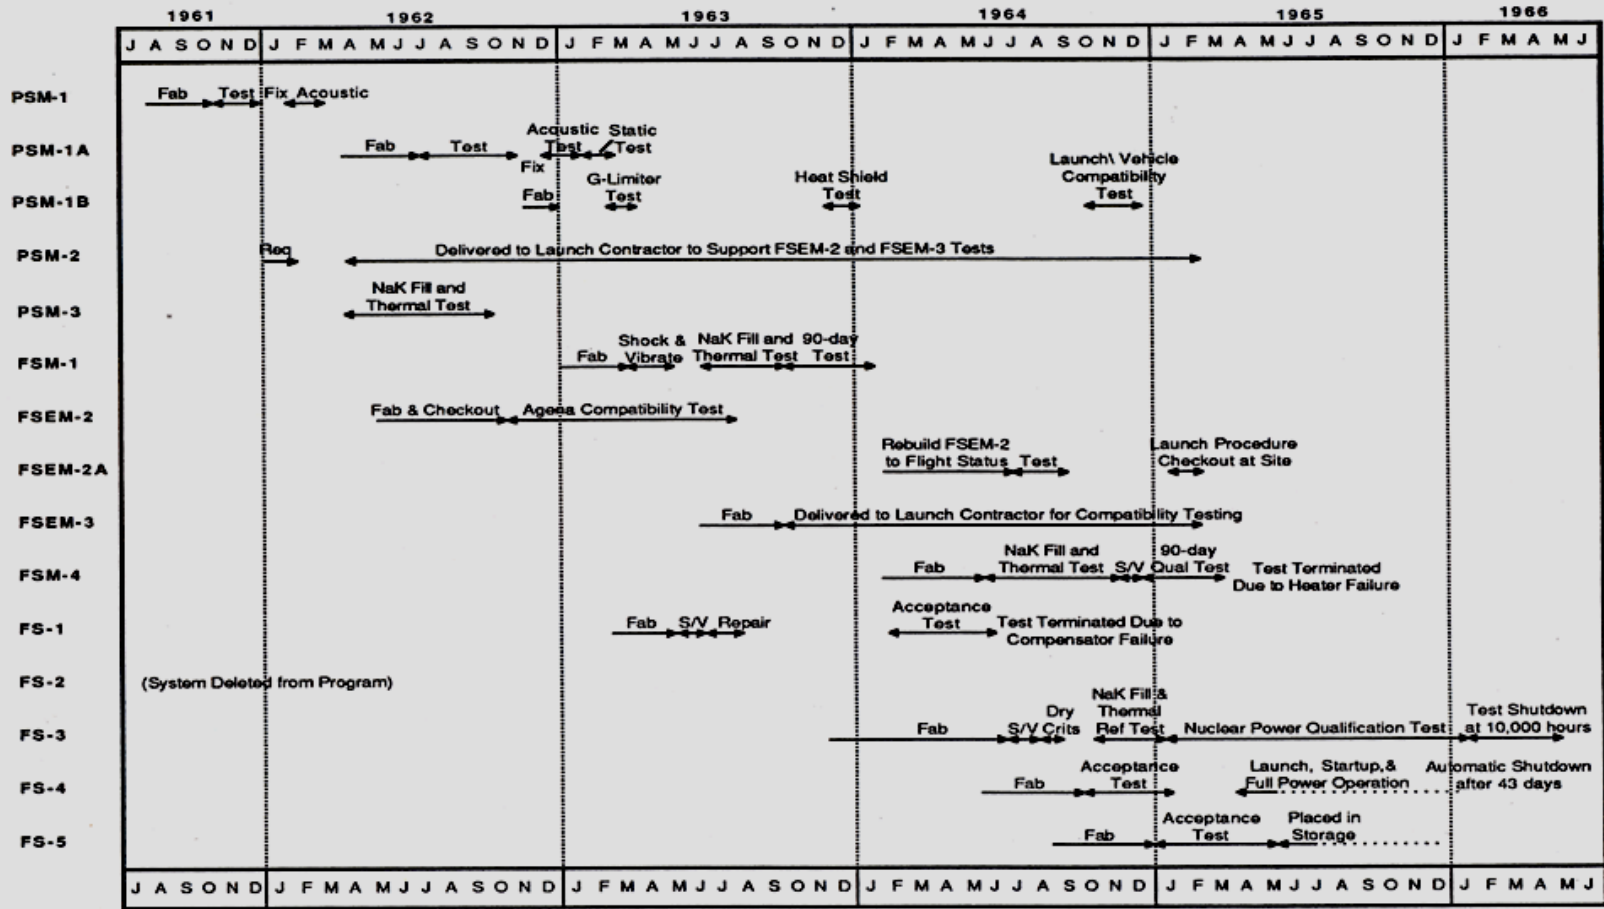 1961 1962 1963 1964 1965 1966
J A S O N D J F M A M J J A S O N D J F M A M J J A S O N D J F M A M J J A S O N D J F M A M J J A S O N D J F M A M J
PSM-1 Fab Test Fix Acoustic
PSM-1A Fab Test Fix Acoustic Test Static Test
PSM-1B Fab G-Limiter Test Heat Shield Test Launch\ Vehicle Compatibility Test
PSM-2 Req Delivered to Launch Contractor to Support FSEM-2 and FSEM-3 Tests
PSM-3 NaK Fill and Thermal Test
FSM-1 Fab Shock & Vibrate NaK Fill and Thermal Test 90-day Test
FSEM-2 Fab & Checkout Agena Compatibility Test
FSEM-2A Rebuild FSEM-2 to Flight Status Test Launch Procedure Checkout at Site
FSEM-3 Fab Delivered to Launch Contractor for Compatibility Testing
FSM-4 Fab NaK Fill and Thermal Test S/V 90-day Qual Test Test Terminated Due to Heater Failure
FS-1 Fab S/V Repair Acceptance Test Test Terminated Due to Compensator Failure
FS-2 (System Deleted from Program)
FS-3 Fab S/V Dry Crits NaK Fill & Thermal Ref Test Nuclear Power Qualification Test Test Shutdown at 10,000 hours
FS-4 Fab Acceptance Test Launch, Startup,& Full Power Operation Automatic Shutdown after 43 days
FS-5 Fab Acceptance Test Placed in Storage
J A S O N D J F M A M J J A S O N D J F M A M J J A S O N D J F M A M J J A S O N D J F M A M J J A S O N D J F M A M J